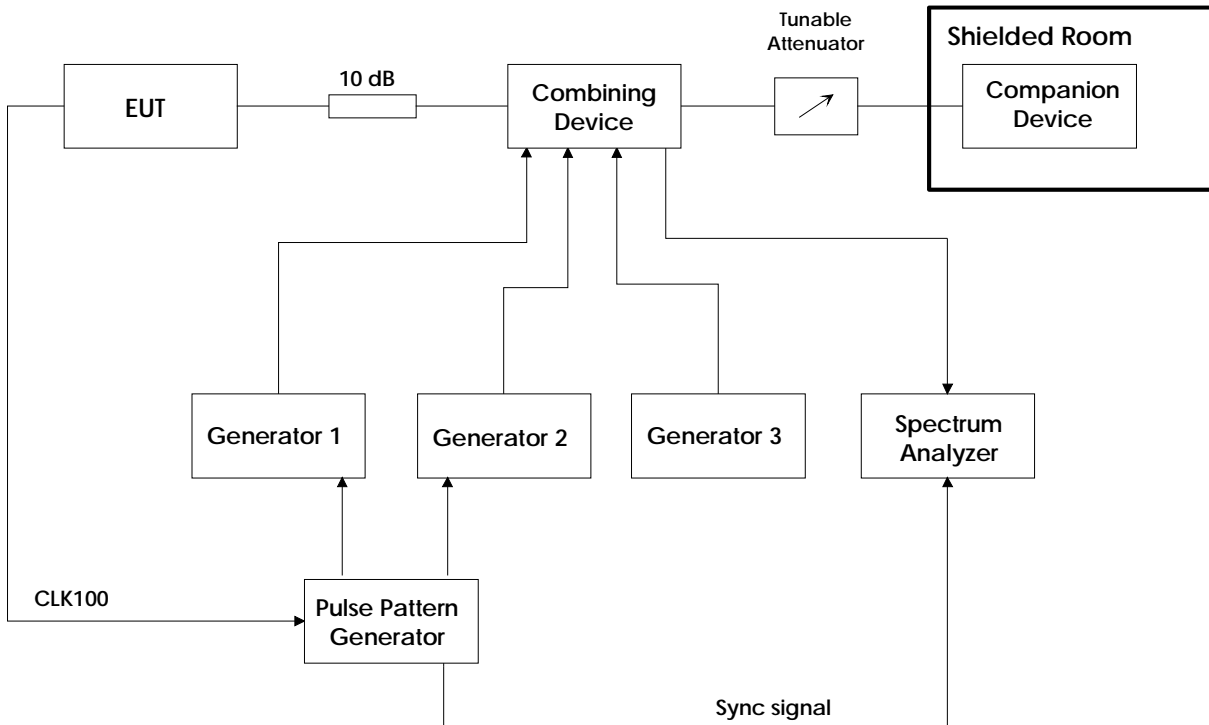 Tunable
Attenuator
Shielded Room
10 dB
EUT
Combining
Device
Companion
Device
Generator 1
Generator 2
Generator 3
Spectrum
Analyzer
CLK100
Pulse Pattern
Generator
Sync signal